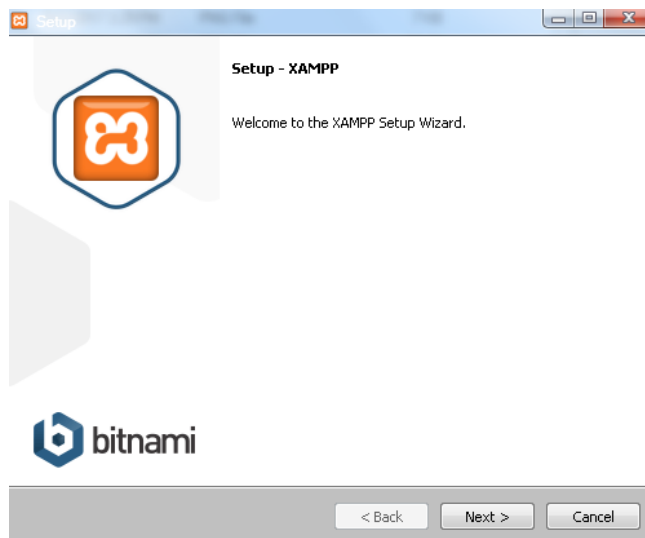 Setup
Setup - XAMPP
Welcome to the XAMPP Setup Wizard.
bitnami
< Back
Next >
Cancel